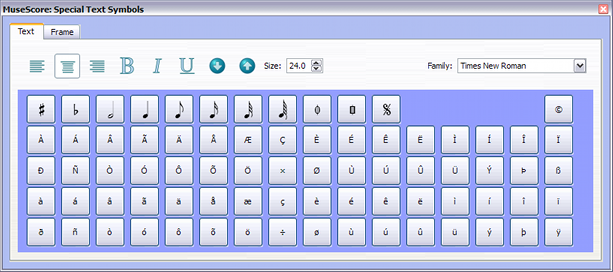 MuseScore: Special Text Symbols
Text Frame
B I U Size: 24.0 Family: Times New Roman
♯ ♭ ©
À Á Â Ã Ä Å Æ Ç È É Ê Ë Ì Í Î Ï
Ð Ñ Ò Ó Ô Õ Ö × Ø Ù Ú Û Ü Ý Þ ß
à á â ã ä å æ ç è é ê ë ì í î ï
ð ñ ò ó ô õ ö ÷ ø ù ú û ü ý þ ÿ